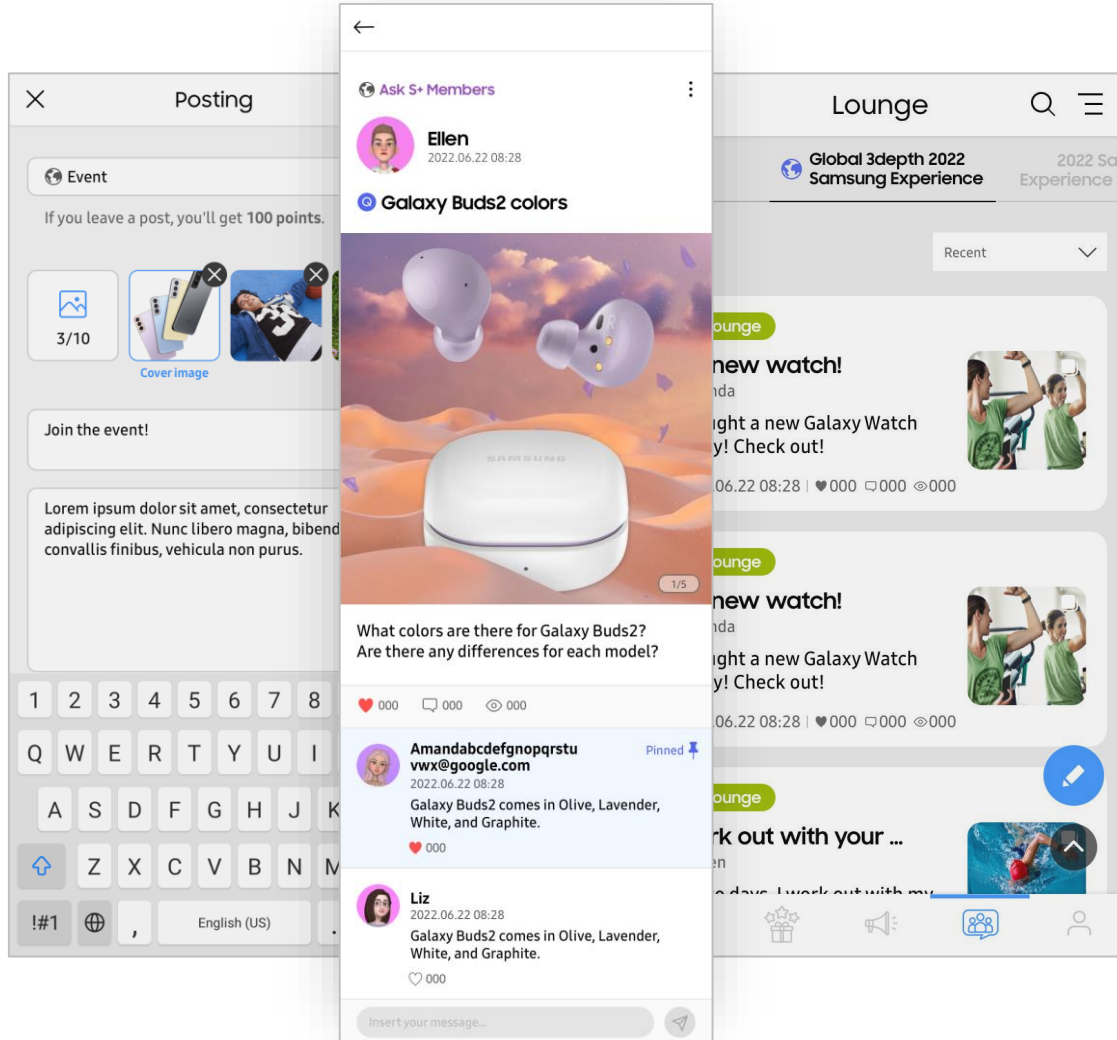 Posting
Event
If you leave a post, you'll get 100 points.
3/10
Cover image
Join the event!
Lorem ipsum dolor sit amet, consectetur
adipiscing elit. Nunc libero magna, bibend
convallis finibus, vehicula non purus.
1 2 3 4 5 6 7 8
Q W E R T Y U I
A S D F G H J K
Z X C V B N M
!#1 , English (US) .
Ask S+ Members
Ellen
2022.06.22 08:28
Q Galaxy Buds2 colors
SAMSUNG
1/5
What colors are there for Galaxy Buds2?
Are there any differences for each model?
000 000 000
Amandabcdefgnopqrstu
vwx@google.com
Pinned
2022.06.22 08:28
Galaxy Buds2 comes in Olive, Lavender,
White, and Graphite.
000
Liz
2022.06.22 08:28
Galaxy Buds2 comes in Olive, Lavender,
White, and Graphite.
000
Insert your message...
Lounge
Global 3depth 2022
Samsung Experience
2022 Sa
Experience
Recent
ounge
new watch!
nda
ught a new Galaxy Watch
y! Check out!
.06.22 08:28 | 000 000 000
ounge
new watch!
nda
ught a new Galaxy Watch
y! Check out!
.06.22 08:28 | 000 000 000
ounge
rk out with your ...
en
days, I work out with my